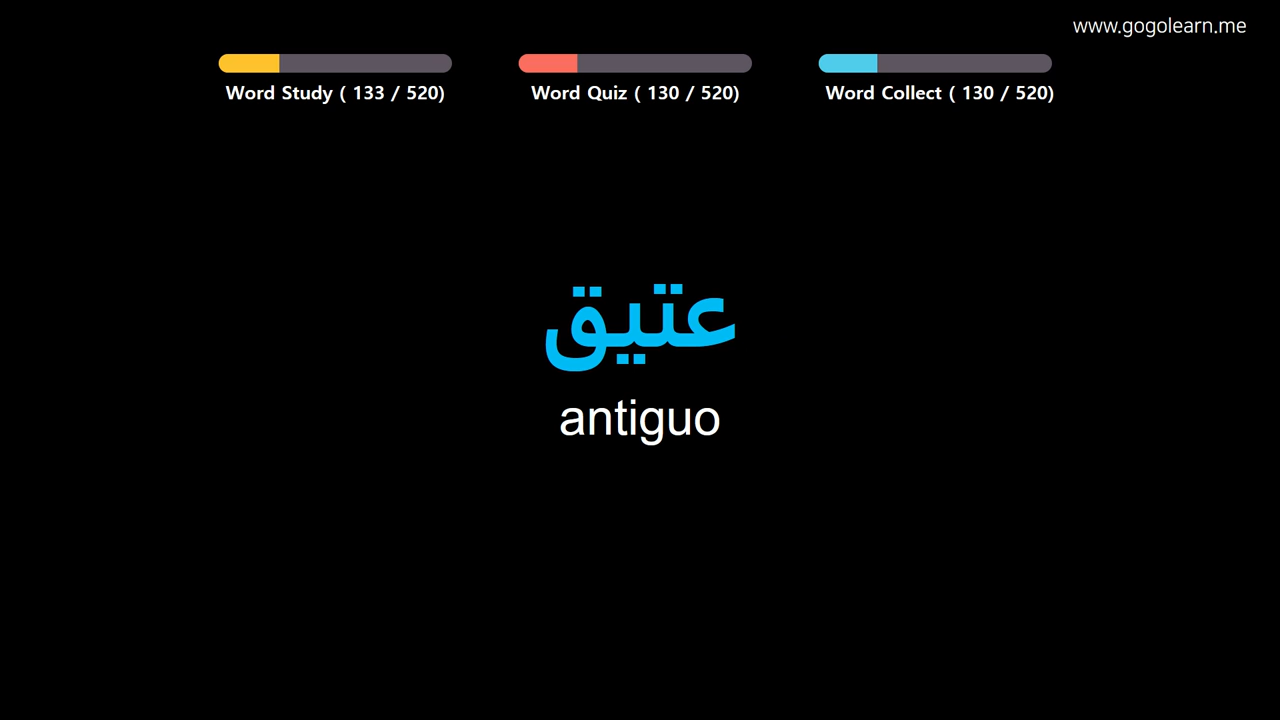 www.gogolearn.me
Word Study ( 133 / 520)
Word Quiz ( 130 / 520)
Word Collect ( 130 / 520)
عتيق
antiguo